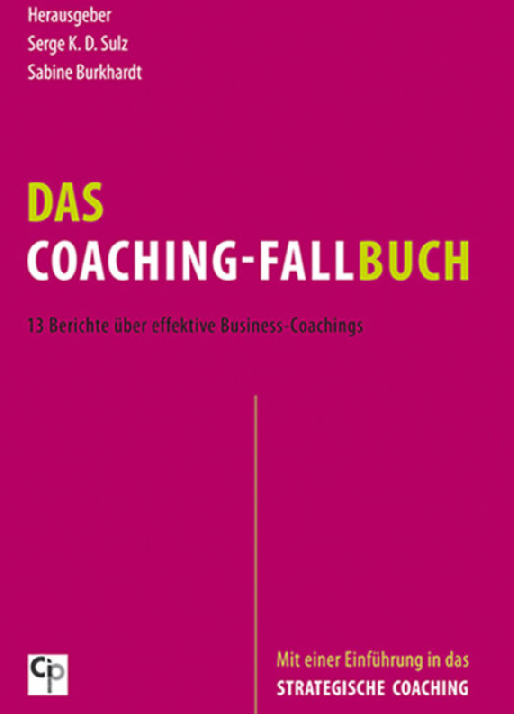 Herausgeber
Serge K. D. Sulz
Sabine Burkhardt
DAS
COACHING-FALLBUCH
13 Berichte über effektive Business-Coachings
Mit einer Einführung in das
STRATEGISCHE COACHING
Cip